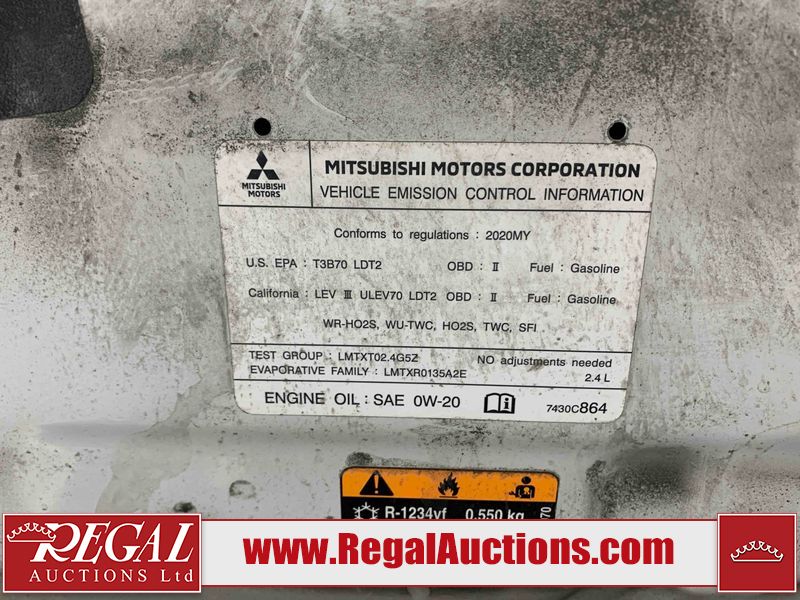 MITSUBISHI MOTORS
MITSUBISHI MOTORS CORPORATION
VEHICLE EMISSION CONTROL INFORMATION
Conforms to regulations : 2020MY
U.S. EPA : T3B70 LDT2 OBD : II Fuel : Gasoline
California : LEV III ULEV70 LDT2 OBD : II Fuel : Gasoline
WR-HO2S, WU-TWC, HO2S, TWC, SFI
TEST GROUP : LMTXT02.4G5Z NO adjustments needed
EVAPORATIVE FAMILY : LMTXR0135A2E 2.4 L
ENGINE OIL : SAE 0W-20 7430C864
R-1234yf 0.550 kg
70
REGAL
AUCTIONS Ltd
www.RegalAuctions.com